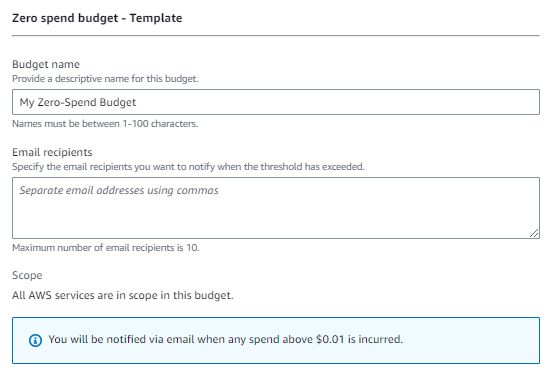 Zero spend budget - Template
Budget name
Provide a descriptive name for this budget.
My Zero-Spend Budget
Names must be between 1-100 characters.
Email recipients
Specify the email recipients you want to notify when the threshold has exceeded.
Separate email addresses using commas
Maximum number of email recipients is 10.
Scope
All AWS services are in scope in this budget.
You will be notified via email when any spend above $0.01 is incurred.